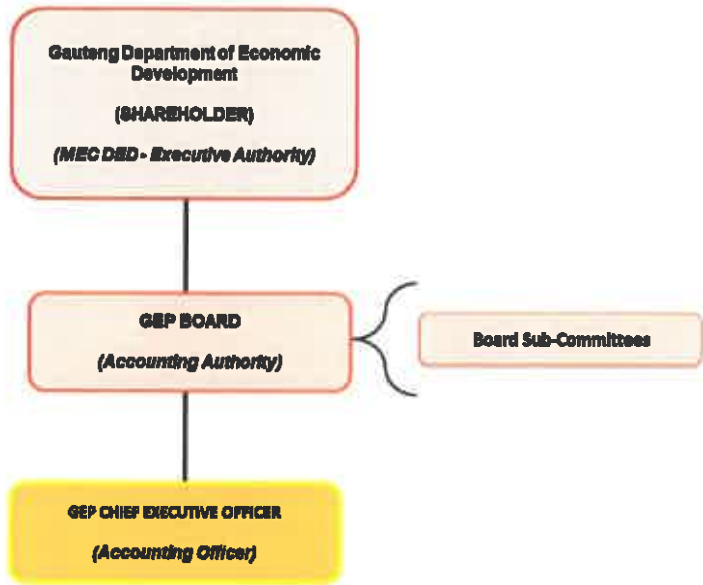 Gauteng Department of Economic
Development
(SHAREHOLDER)
(MEC DED - Executive Authority)
GEP BOARD
(Accounting Authority)
Board Sub-Committees
GEP CHIEF EXECUTIVE OFFICER
(Accounting Officer)